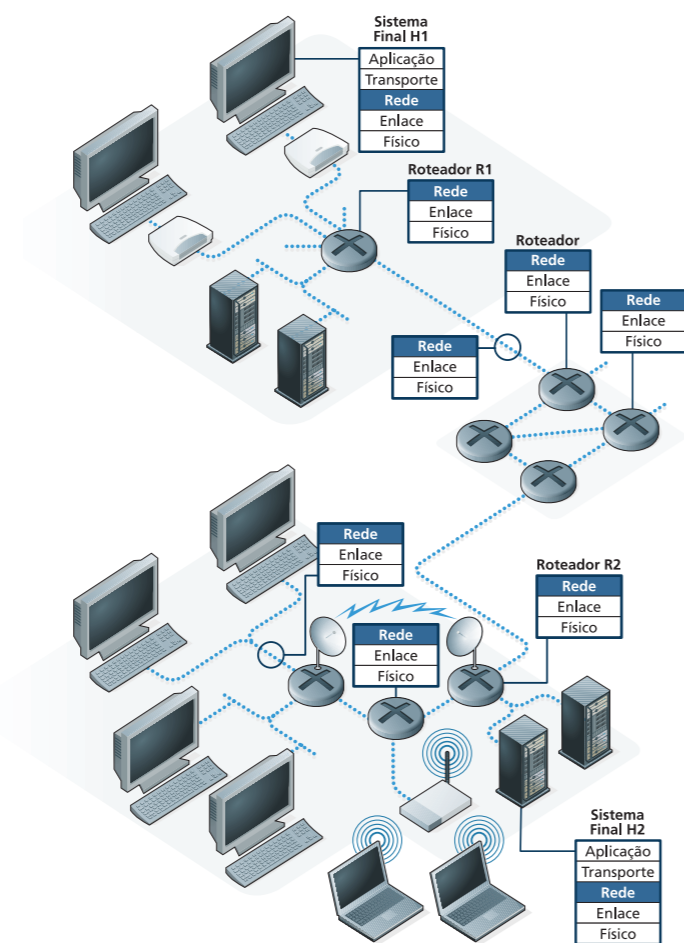 Sistema
Final H1
Aplicação
Transporte
Rede
Enlace
Físico
Roteador R1
Rede
Enlace
Físico
Roteador
Rede
Enlace
Físico
Rede
Enlace
Físico
Rede
Enlace
Físico
Rede
Enlace
Físico
Roteador R2
Rede
Enlace
Físico
Rede
Enlace
Físico
Sistema
Final H2
Aplicação
Transporte
Rede
Enlace
Físico